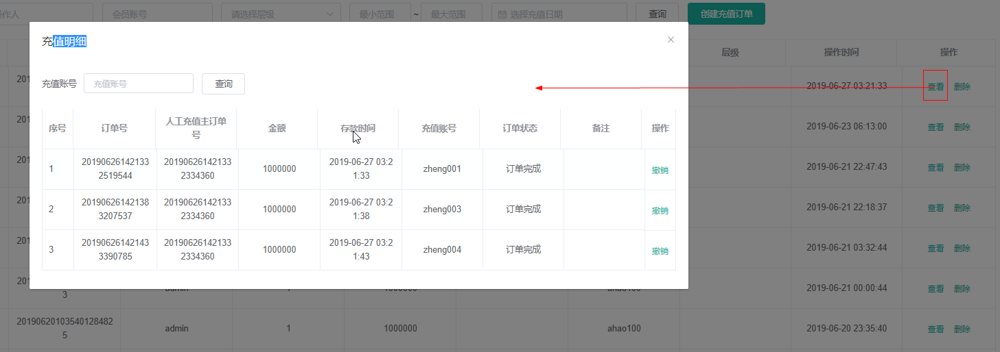 操作人 会员账号 请选择层级 最小范围 ~ 最大范围 选择充值日期 查询 创建充值订单
充值明细
层级 操作时间 操作
充值账号 充值账号 查询
2019-06-27 03:21:33 查看 删除
序号 订单号 人工充值主订单号 金额 存款时间 充值账号 订单状态 备注 操作
2019-06-23 06:13:00 查看 删除
1 201906261421332519544 201906261421332334360 1000000 2019-06-27 03:21:33 zheng001 订单完成 撤销
2019-06-21 22:47:43 查看 删除
2 201906261421383207537 201906261421332334360 1000000 2019-06-27 03:21:38 zheng003 订单完成 撤销
2019-06-21 22:18:37 查看 删除
3 201906261421433390785 201906261421332334360 1000000 2019-06-27 03:21:43 zheng004 订单完成 撤销
2019-06-21 03:32:44 查看 删除
3 admin 1 1000000 ahao100 2019-06-21 00:00:44 查看 删除
201906201035401284825 admin 1 1000000 ahao100 2019-06-20 23:35:40 查看 删除